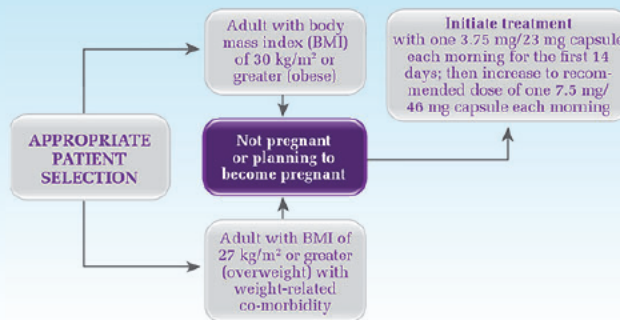 APPROPRIATE
PATIENT
SELECTION
Adult with body
mass index (BMI)
of 30 kg/m² or
greater (obese)
Not pregnant
or planning to
become pregnant
Adult with BMI of
27 kg/m² or greater
(overweight) with
weight-related
co-morbidity
Initiate treatment
with one 3.75 mg/23 mg capsule
each morning for the first 14
days; then increase to recom-
mended dose of one 7.5 mg/
46 mg capsule each morning